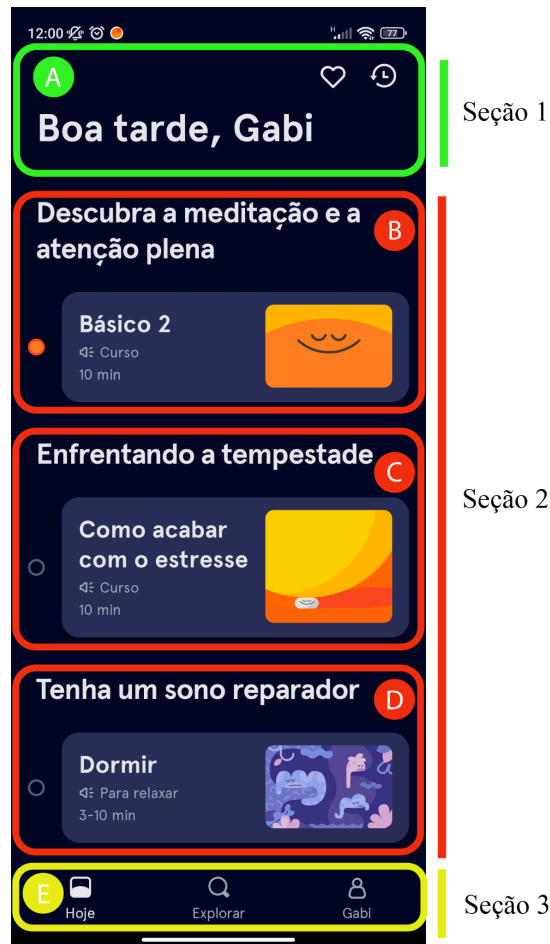 12:00
H
77
A
Boa tarde, Gabi
Seção 1
Descubra a meditação e a
atenção plena
B
Básico 2
Curso
10 min
Enfrentando a tempestade
C
Seção 2
Como acabar
com o estresse
Curso
10 min
Tenha um sono reparador
D
Dormir
Para relaxar
3-10 min
E
Hoje
Explorar
Gabi
Seção 3